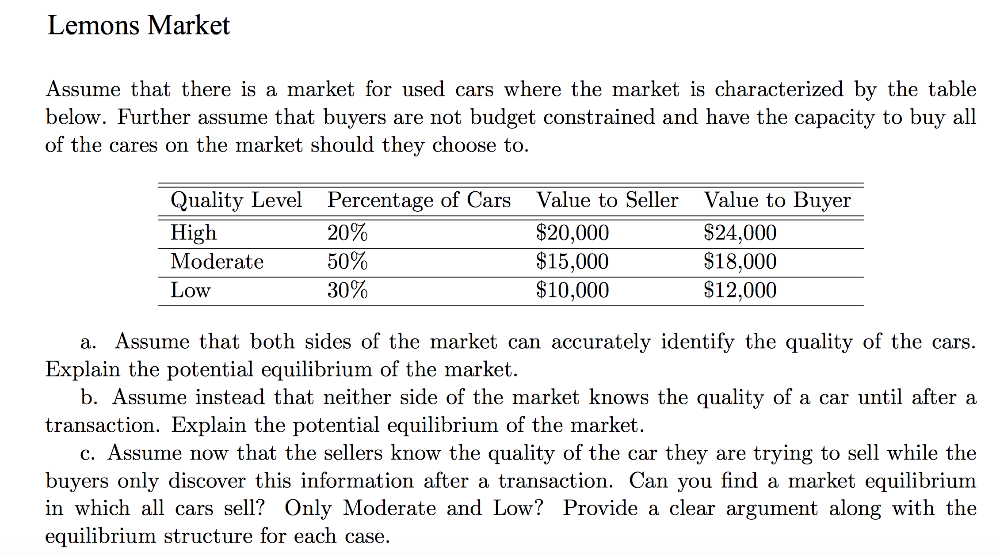 Lemons Market
Assume that there is a market for used cars where the market is characterized by the table
below. Further assume that buyers are not budget constrained and have the capacity to buy all
of the cares on the market should they choose to.
Quality Level Percentage of Cars Value to Seller Value to Buyer
High 20% $20,000 $24,000
Moderate 50% $15,000 $18,000
Low 30% $10,000 $12,000
a. Assume that both sides of the market can accurately identify the quality of the cars.
Explain the potential equilibrium of the market.
b. Assume instead that neither side of the market knows the quality of a car until after a
transaction. Explain the potential equilibrium of the market.
c. Assume now that the sellers know the quality of the car they are trying to sell while the
buyers only discover this information after a transaction. Can you find a market equilibrium
in which all cars sell? Only Moderate and Low? Provide a clear argument along with the
equilibrium structure for each case.